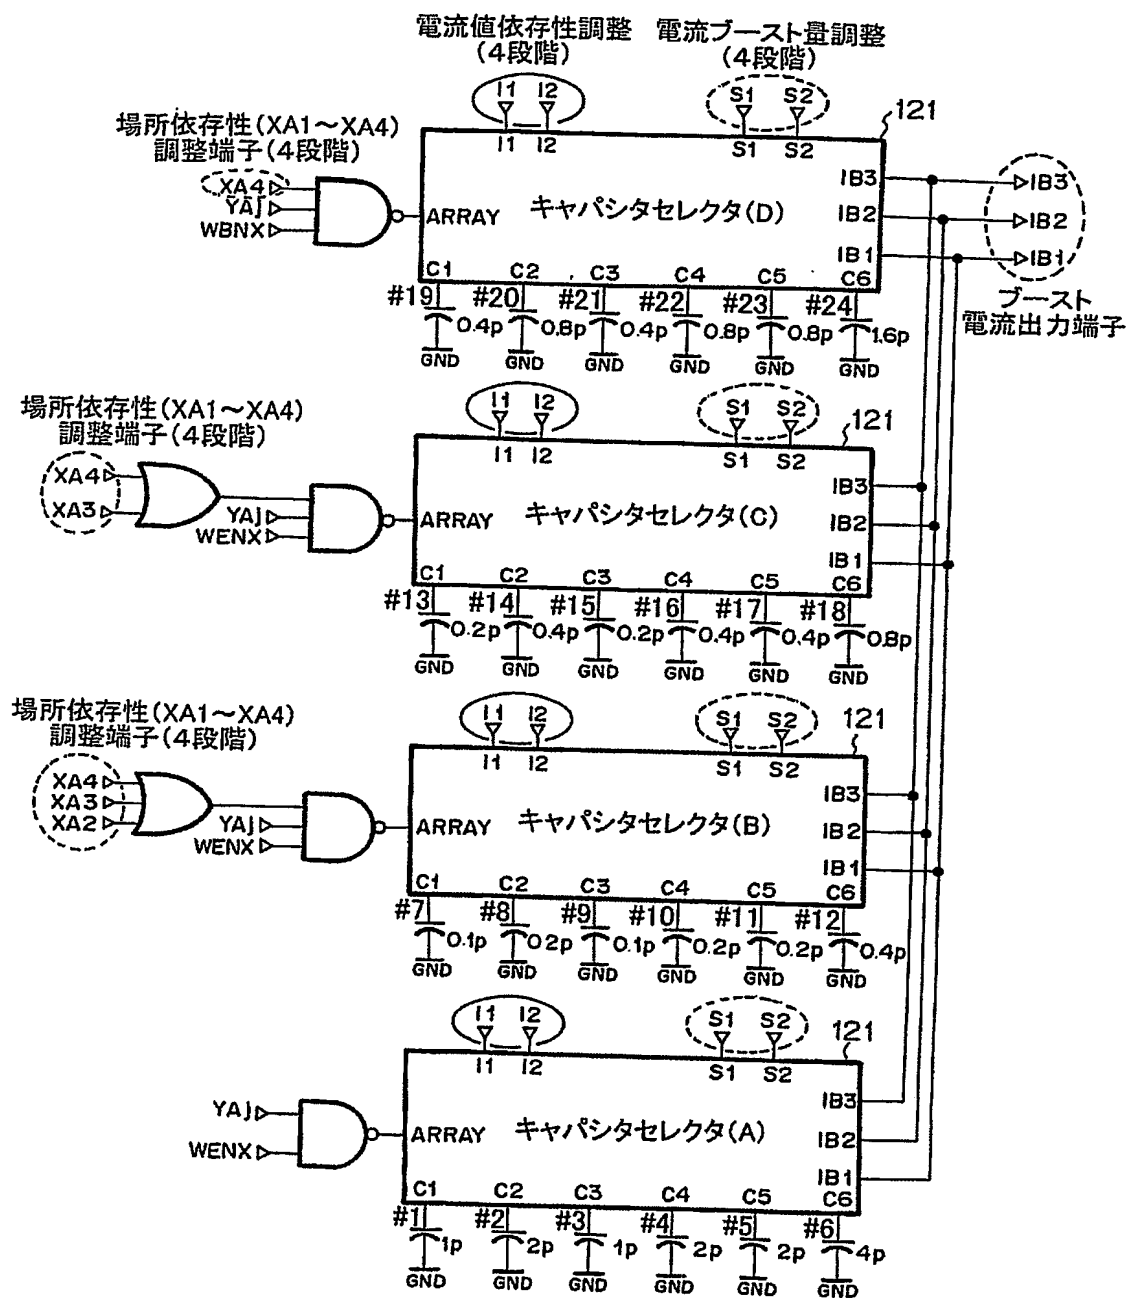 電流値依存性調整
(4段階)
電流ブースト量調整
(4段階)
I1 I2
S1 S2
121
場所依存性(XA1〜XA4)
調整端子(4段階)
I1 I2
S1 S2
XA4
YAJ
WBNX
ARRAY
キャパシタセレクタ(D)
IB3
IB2
IB1
IB3
IB2
IB1
ブースト
電流出力端子
C1 C2 C3 C4 C5 C6
#19 #20 #21 #22 #23 #24
0.4p 0.8p 0.4p 0.8p 0.8p 1.6p
GND GND GND GND GND GND
場所依存性(XA1〜XA4)
調整端子(4段階)
I1 I2
S1 S2
121
I1 I2
S1 S2
XA4
XA3
YAJ
WENX
ARRAY
キャパシタセレクタ(C)
IB3
IB2
IB1
C1 C2 C3 C4 C5 C6
#13 #14 #15 #16 #17 #18
0.2p 0.4p 0.2p 0.4p 0.4p 0.8p
GND GND GND GND GND GND
場所依存性(XA1〜XA4)
調整端子(4段階)
I1 I2
S1 S2
121
I1 I2
S1 S2
XA4
XA3
XA2
YAJ
WENX
ARRAY
キャパシタセレクタ(B)
IB3
IB2
IB1
C1 C2 C3 C4 C5 C6
#7 #8 #9 #10 #11 #12
0.1p 0.2p 0.1p 0.2p 0.2p 0.4p
GND GND GND GND GND GND
I1 I2
S1 S2
121
I1 I2
S1 S2
YAJ
WENX
ARRAY
キャパシタセレクタ(A)
IB3
IB2
IB1
C1 C2 C3 C4 C5 C6
#1 #2 #3 #4 #5 #6
1p 2p 1p 2p 2p 4p
GND GND GND GND GND GND